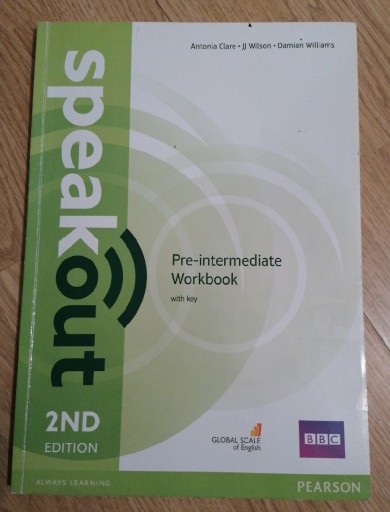 Antonia Clare • JJ Wilson • Damian Williams
speakout
Pre-intermediate
Workbook
with key
2ND
EDITION
GLOBAL SCALE
of English
BBC
ALWAYS LEARNING
PEARSON